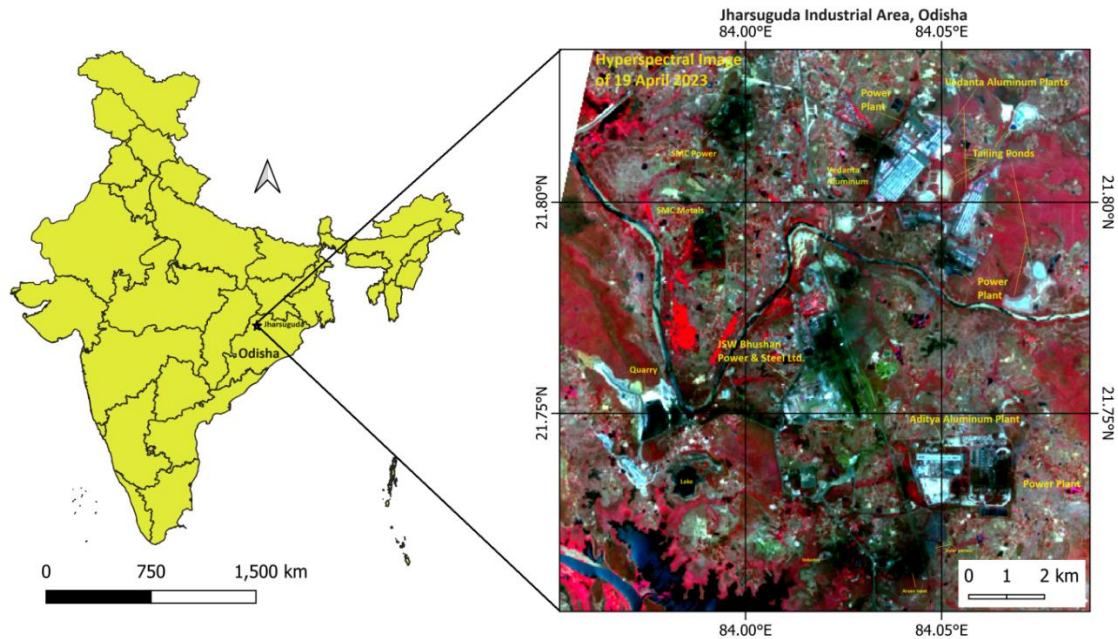 Jharsuguda Industrial Area, Odisha
84.00°E
84.05°E
Hyperspectral Image
of 19 April 2023
Vedanta Aluminum Plants
Power
Plant
SMC Power
Tailing Ponds
Vedanta
Aluminum
21.80°N
21.80°N
SMC Metals
Power
Plant
Jharsuguda
Odisha
JSW Bhushan
Power & Steel Ltd.
Quarry
21.75°N
21.75°N
Aditya Aluminum Plant
Lake
Power Plant
0
750
1,500 km
0
1
2 km
84.00°E
84.05°E